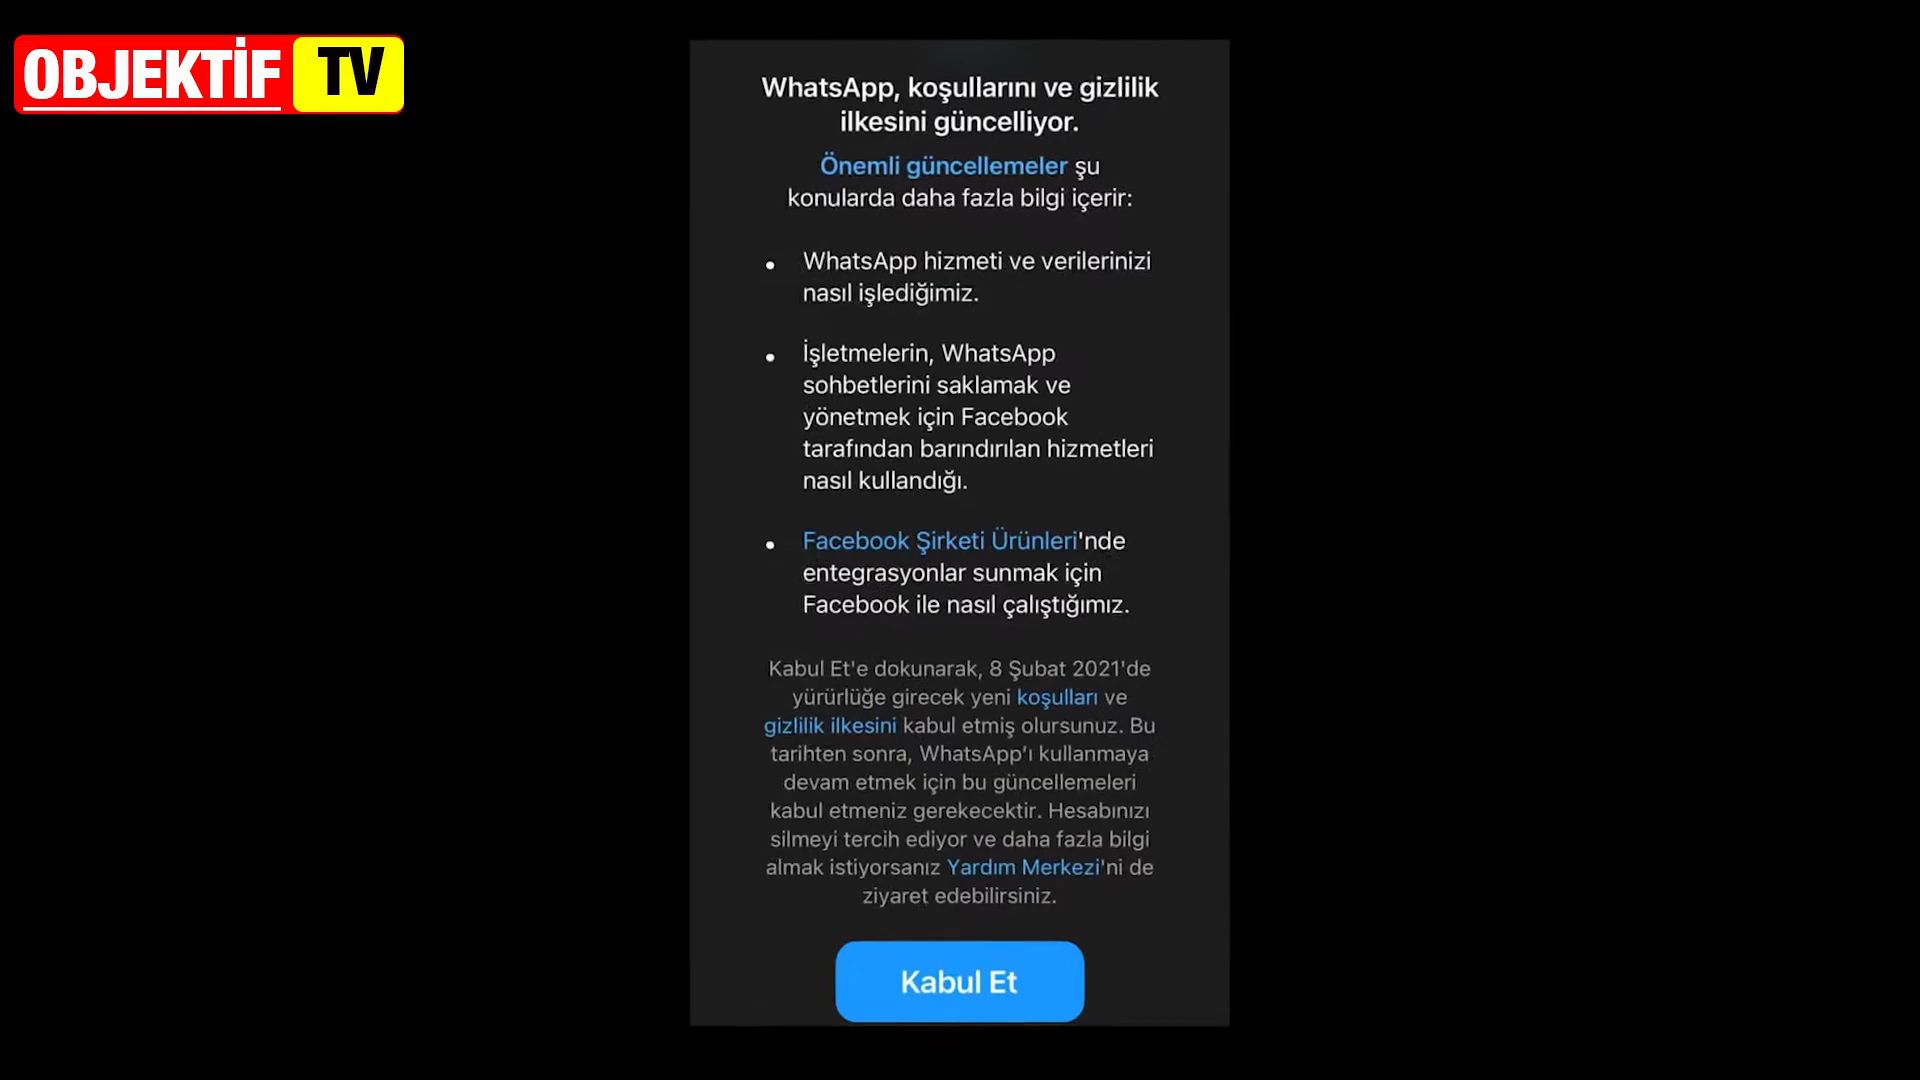 OBJEKTİF TV
WhatsApp, koşullarını ve gizlilik
ilkesini güncelliyor.
Önemli güncellemeler şu
konularda daha fazla bilgi içerir:
• WhatsApp hizmeti ve verilerinizi
nasıl işlediğimiz.
• İşletmelerin, WhatsApp
sohbetlerini saklamak ve
yönetmek için Facebook
tarafından barındırılan hizmetleri
nasıl kullandığı.
• Facebook Şirketi Ürünleri'nde
entegrasyonlar sunmak için
Facebook ile nasıl çalıştığımız.
Kabul Et'e dokunarak, 8 Şubat 2021'de
yürürlüğe girecek yeni koşulları ve
gizlilik ilkesini kabul etmiş olursunuz. Bu
tarihten sonra, WhatsApp’ı kullanmaya
devam etmek için bu güncellemeleri
kabul etmeniz gerekecektir. Hesabınızı
silmeyi tercih ediyor ve daha fazla bilgi
almak istiyorsanız Yardım Merkezi'ni de
ziyaret edebilirsiniz.
Kabul Et